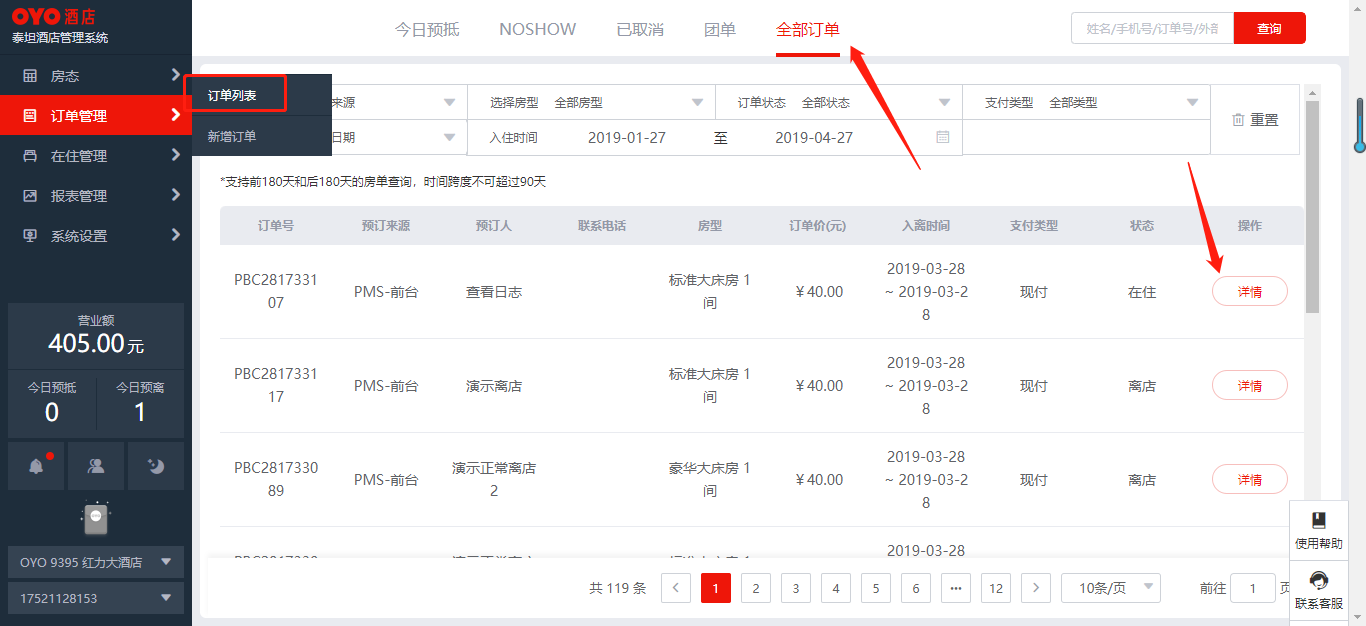 OYO 酒店
泰坦酒店管理系统
房态
订单管理
在住管理
报表管理
系统设置
营业额
405.00元
今日预抵
今日预离
0
1
OYO 9395 红力大酒店
17521128153
订单列表
新增订单
今日预抵
NOSHOW
已取消
团单
全部订单
姓名/手机号/订单号/外部
查询
来源
选择房型 全部房型
订单状态 全部状态
支付类型 全部类型
重置
日期
入住时间 2019-01-27 至 2019-04-27
*支持前180天和后180天的房单查询，时间跨度不可超过90天
订单号 预订来源 预订人 联系电话 房型 订单价(元) 入离时间 支付类型 状态 操作
PBC2817331
07
PMS-前台
查看日志
标准大床房 1
间
￥40.00
2019-03-28
~ 2019-03-2
8
现付
在住
详情
PBC2817331
17
PMS-前台
演示离店
标准大床房 1
间
￥40.00
2019-03-28
~ 2019-03-2
8
现付
离店
详情
PBC2817330
89
PMS-前台
演示正常离店
2
豪华大床房 1
间
￥40.00
2019-03-28
~ 2019-03-2
8
现付
离店
详情
2019-03-28
共 119 条
1 2 3 4 5 6 ••• 12
10条/页
前往 1
使用帮助
联系客服